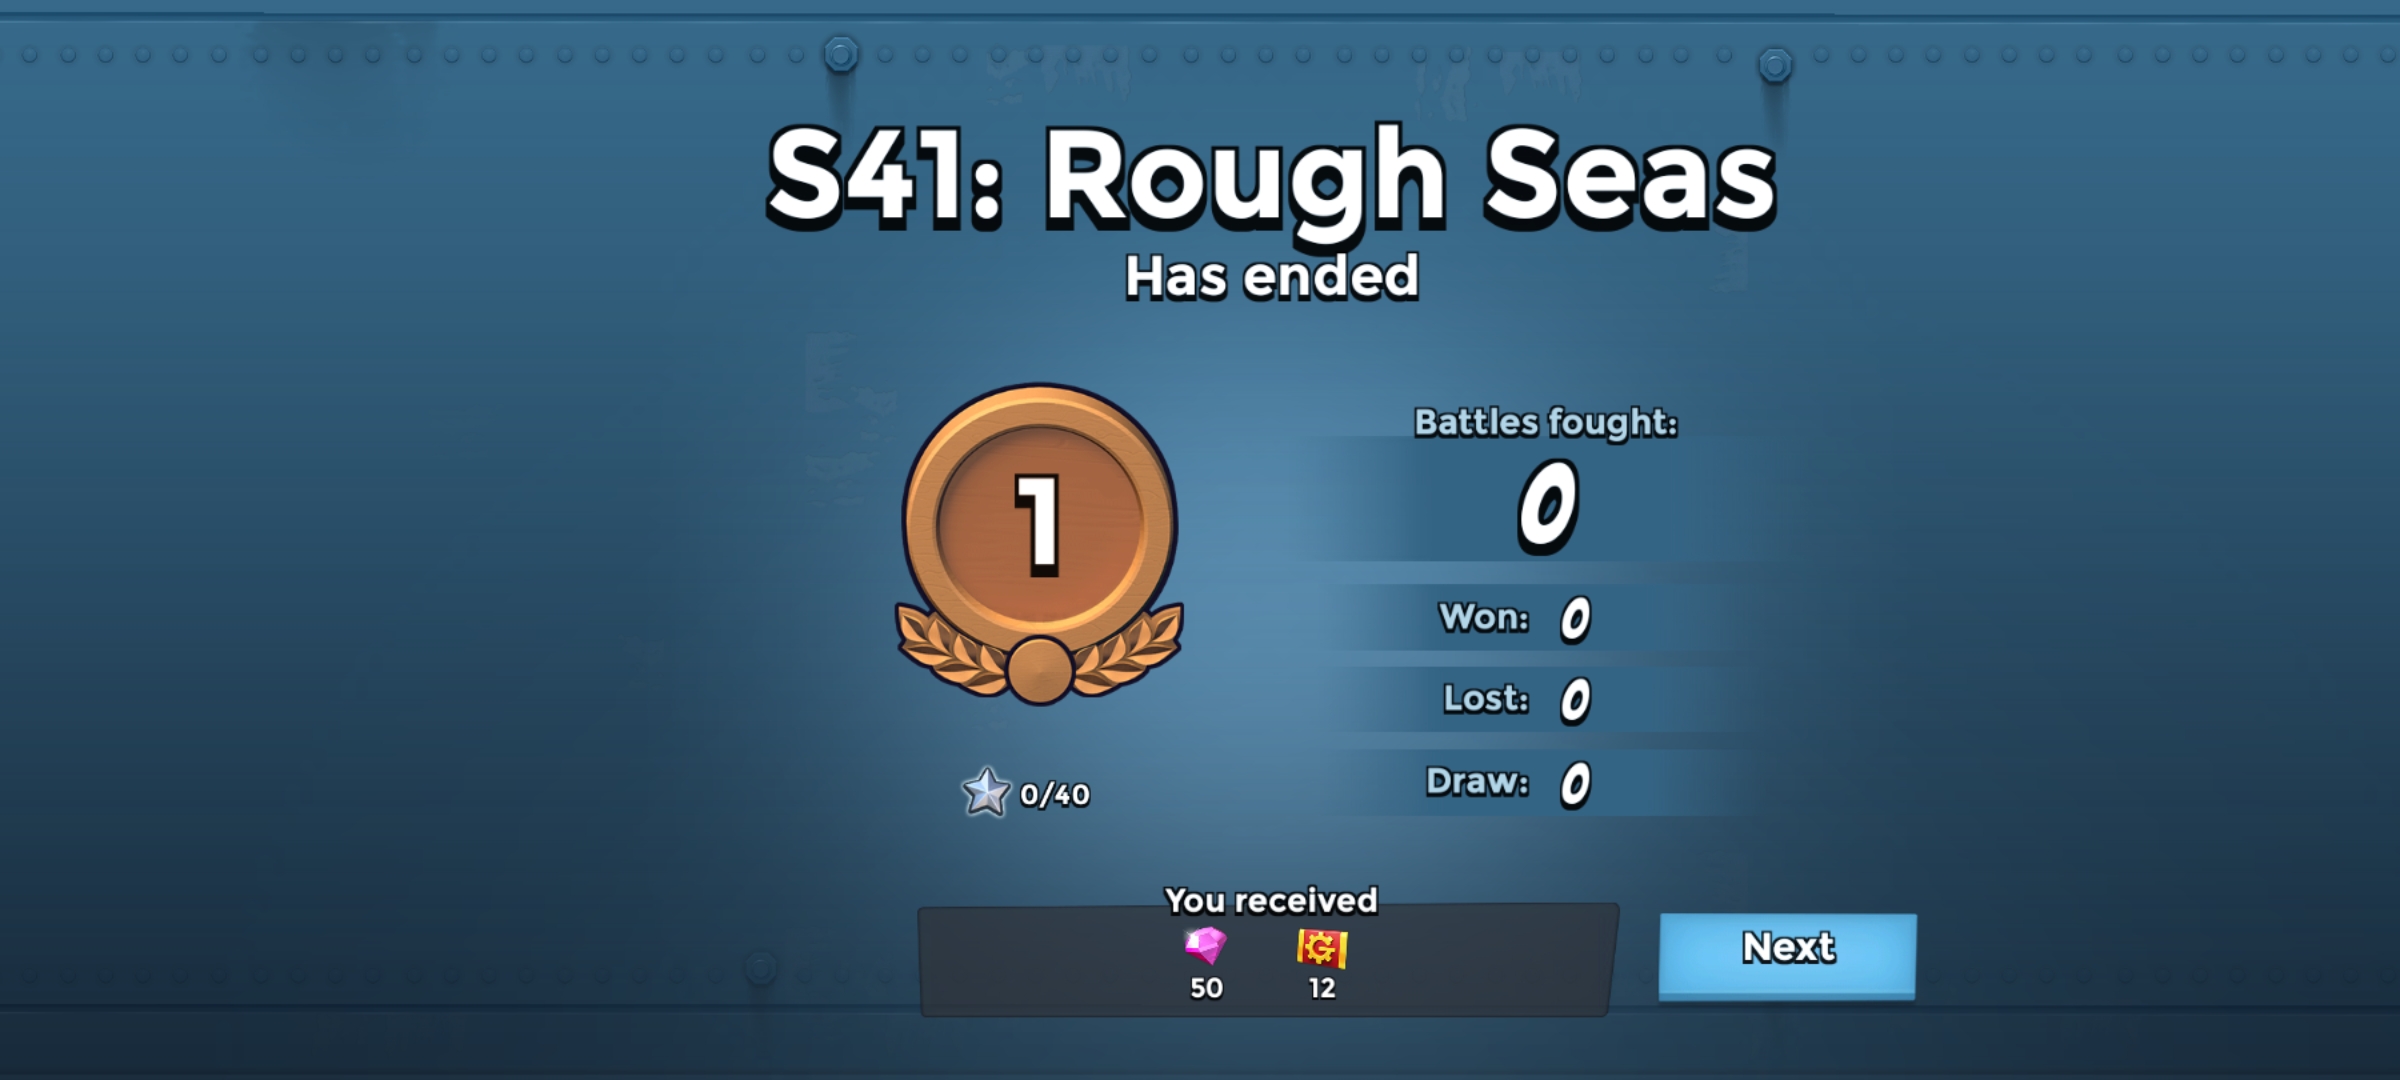 S41: Rough Seas
Has ended
1
0/40
Battles fought:
0
Won: 0
Lost: 0
Draw: 0
You received
G
50 12
Next